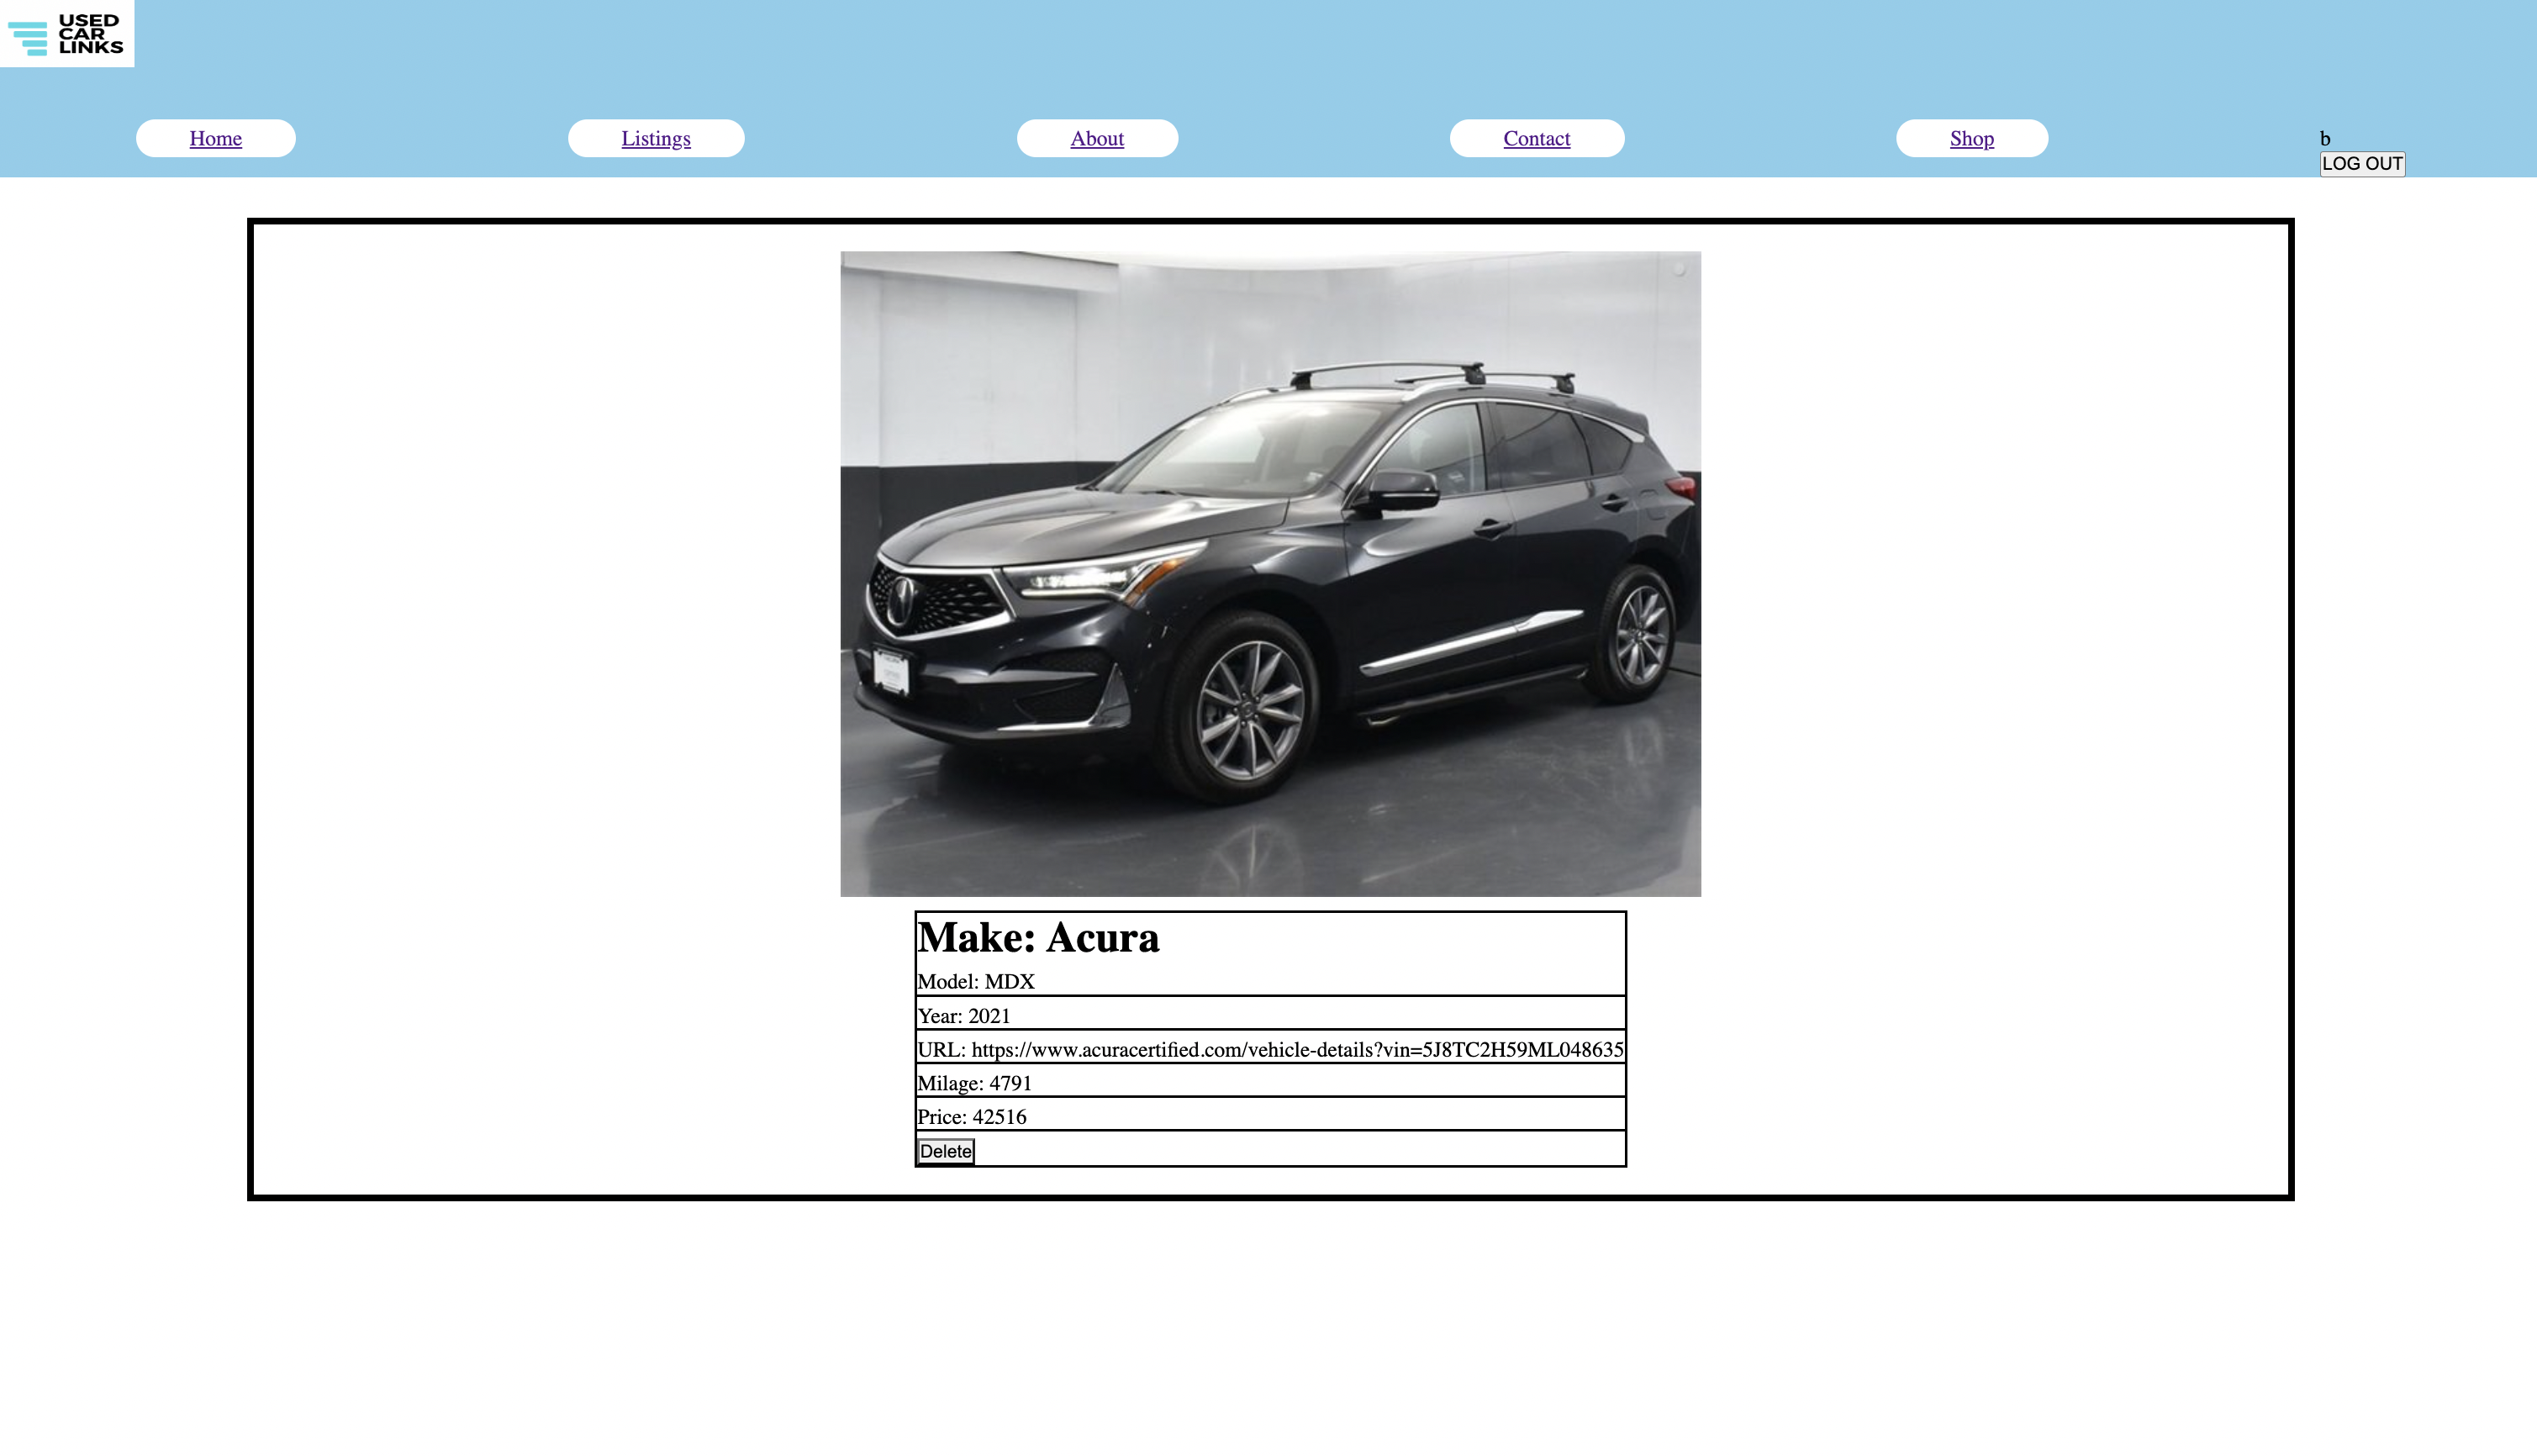 USED
CAR
LINKS
Home Listings About Contact Shop b
LOG OUT
Make: Acura
Model: MDX
Year: 2021
URL: https://www.acuracertified.com/vehicle-details?vin=5J8TC2H59ML048635
Milage: 4791
Price: 42516
Delete